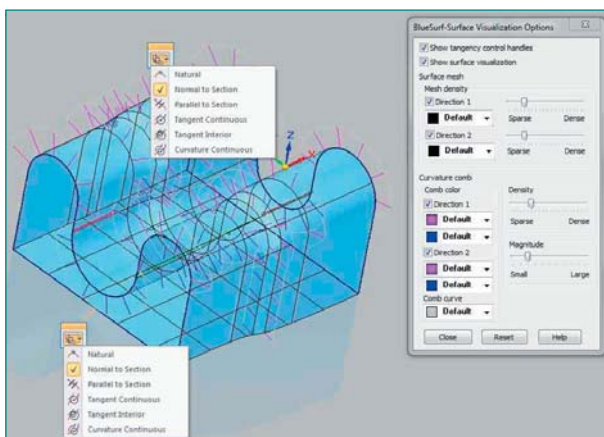 Natural
Normal to Section
Parallel to Section
Tangent Continuous
Tangent Interior
Curvature Continuous
Z
X
Natural
Normal to Section
Parallel to Section
Tangent Continuous
Tangent Interior
Curvature Continuous
BlueSurf-Surface Visualization Options
Show tangency control handles
Show surface visualization
Surface mesh
Mesh density
Direction 1
Default
Sparse Dense
Direction 2
Default
Sparse Dense
Curvature comb
Comb color Density
Direction 1
Default
Sparse Dense
Default
Direction 2 Magnitude
Default
Small Large
Default
Comb curve
Default
Close Reset Help